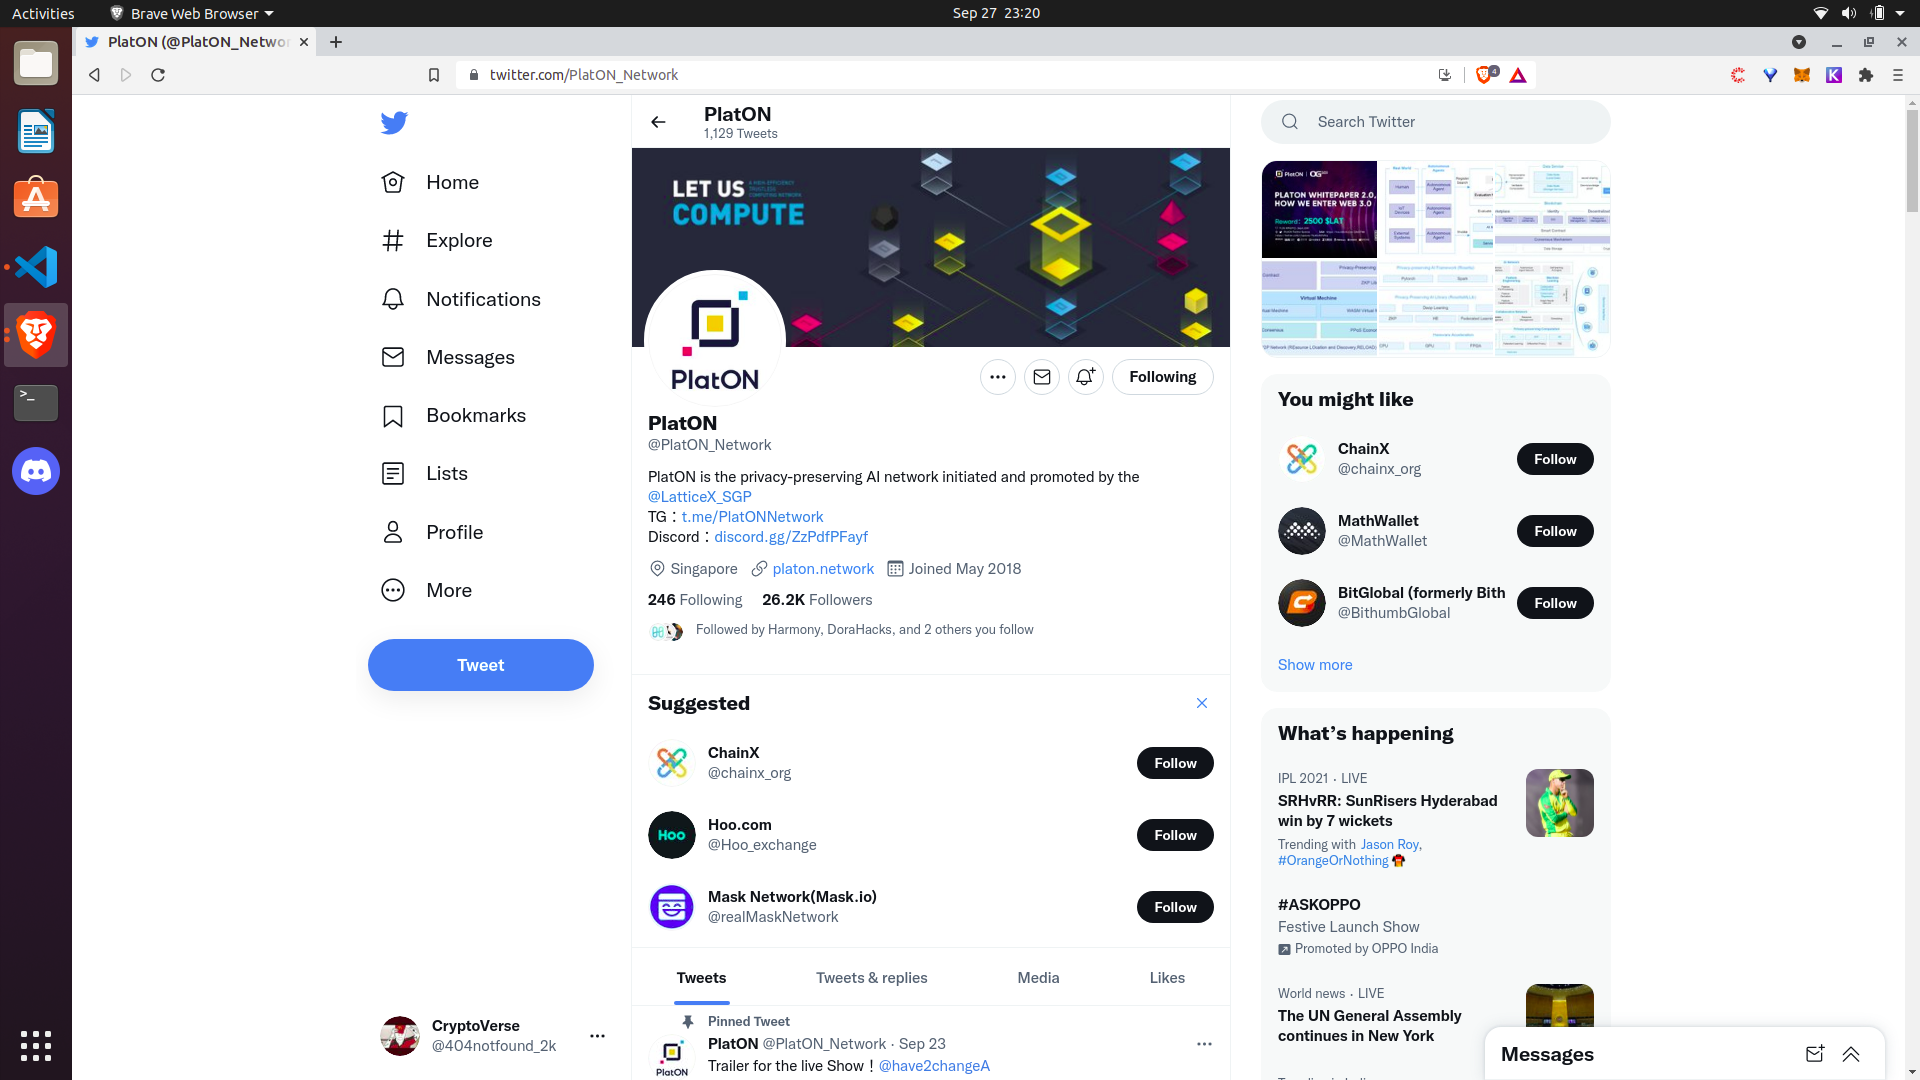 Activities
Brave Web Browser
Sep 27 23:20
PlatON (@PlatON_Networ
twitter.com/PlatON_Network
4
Home
Explore
Notifications
Messages
Bookmarks
Lists
Profile
More
Tweet
CryptoVerse
@404notfound_2k
PlatON
1,129 Tweets
LET US
COMPUTE
PlatON
Following
PlatON
@PlatON_Network
PlatON is the privacy-preserving AI network initiated and promoted by the
@LatticeX_SGP
TG：t.me/PlatONNetwork
Discord：discord.gg/ZzPdfPFayf
Singapore
platon.network
Joined May 2018
246 Following
26.2K Followers
Followed by Harmony, DoraHacks, and 2 others you follow
Suggested
ChainX
@chainx_org
Follow
Hoo
Hoo.com
@Hoo_exchange
Follow
Mask Network(Mask.io)
@realMaskNetwork
Follow
Tweets
Tweets & replies
Media
Likes
Pinned Tweet
PlatON @PlatON_Network · Sep 23
Trailer for the live Show！@have2changeA
PlatON
Search Twitter
PLATON WHITEPAPER 2.0,
HOW WE ENTER WEB 3.0
Reward: 2500 $LAT
You might like
ChainX
@chainx_org
Follow
MathWallet
@MathWallet
Follow
BitGlobal (formerly Bith
@BithumbGlobal
Follow
Show more
What's happening
IPL 2021 · LIVE
SRHvRR: SunRisers Hyderabad
win by 7 wickets
Trending with Jason Roy,
#OrangeOrNothing
#ASKOPPO
Festive Launch Show
Promoted by OPPO India
World news · LIVE
The UN General Assembly
continues in New York
Messages